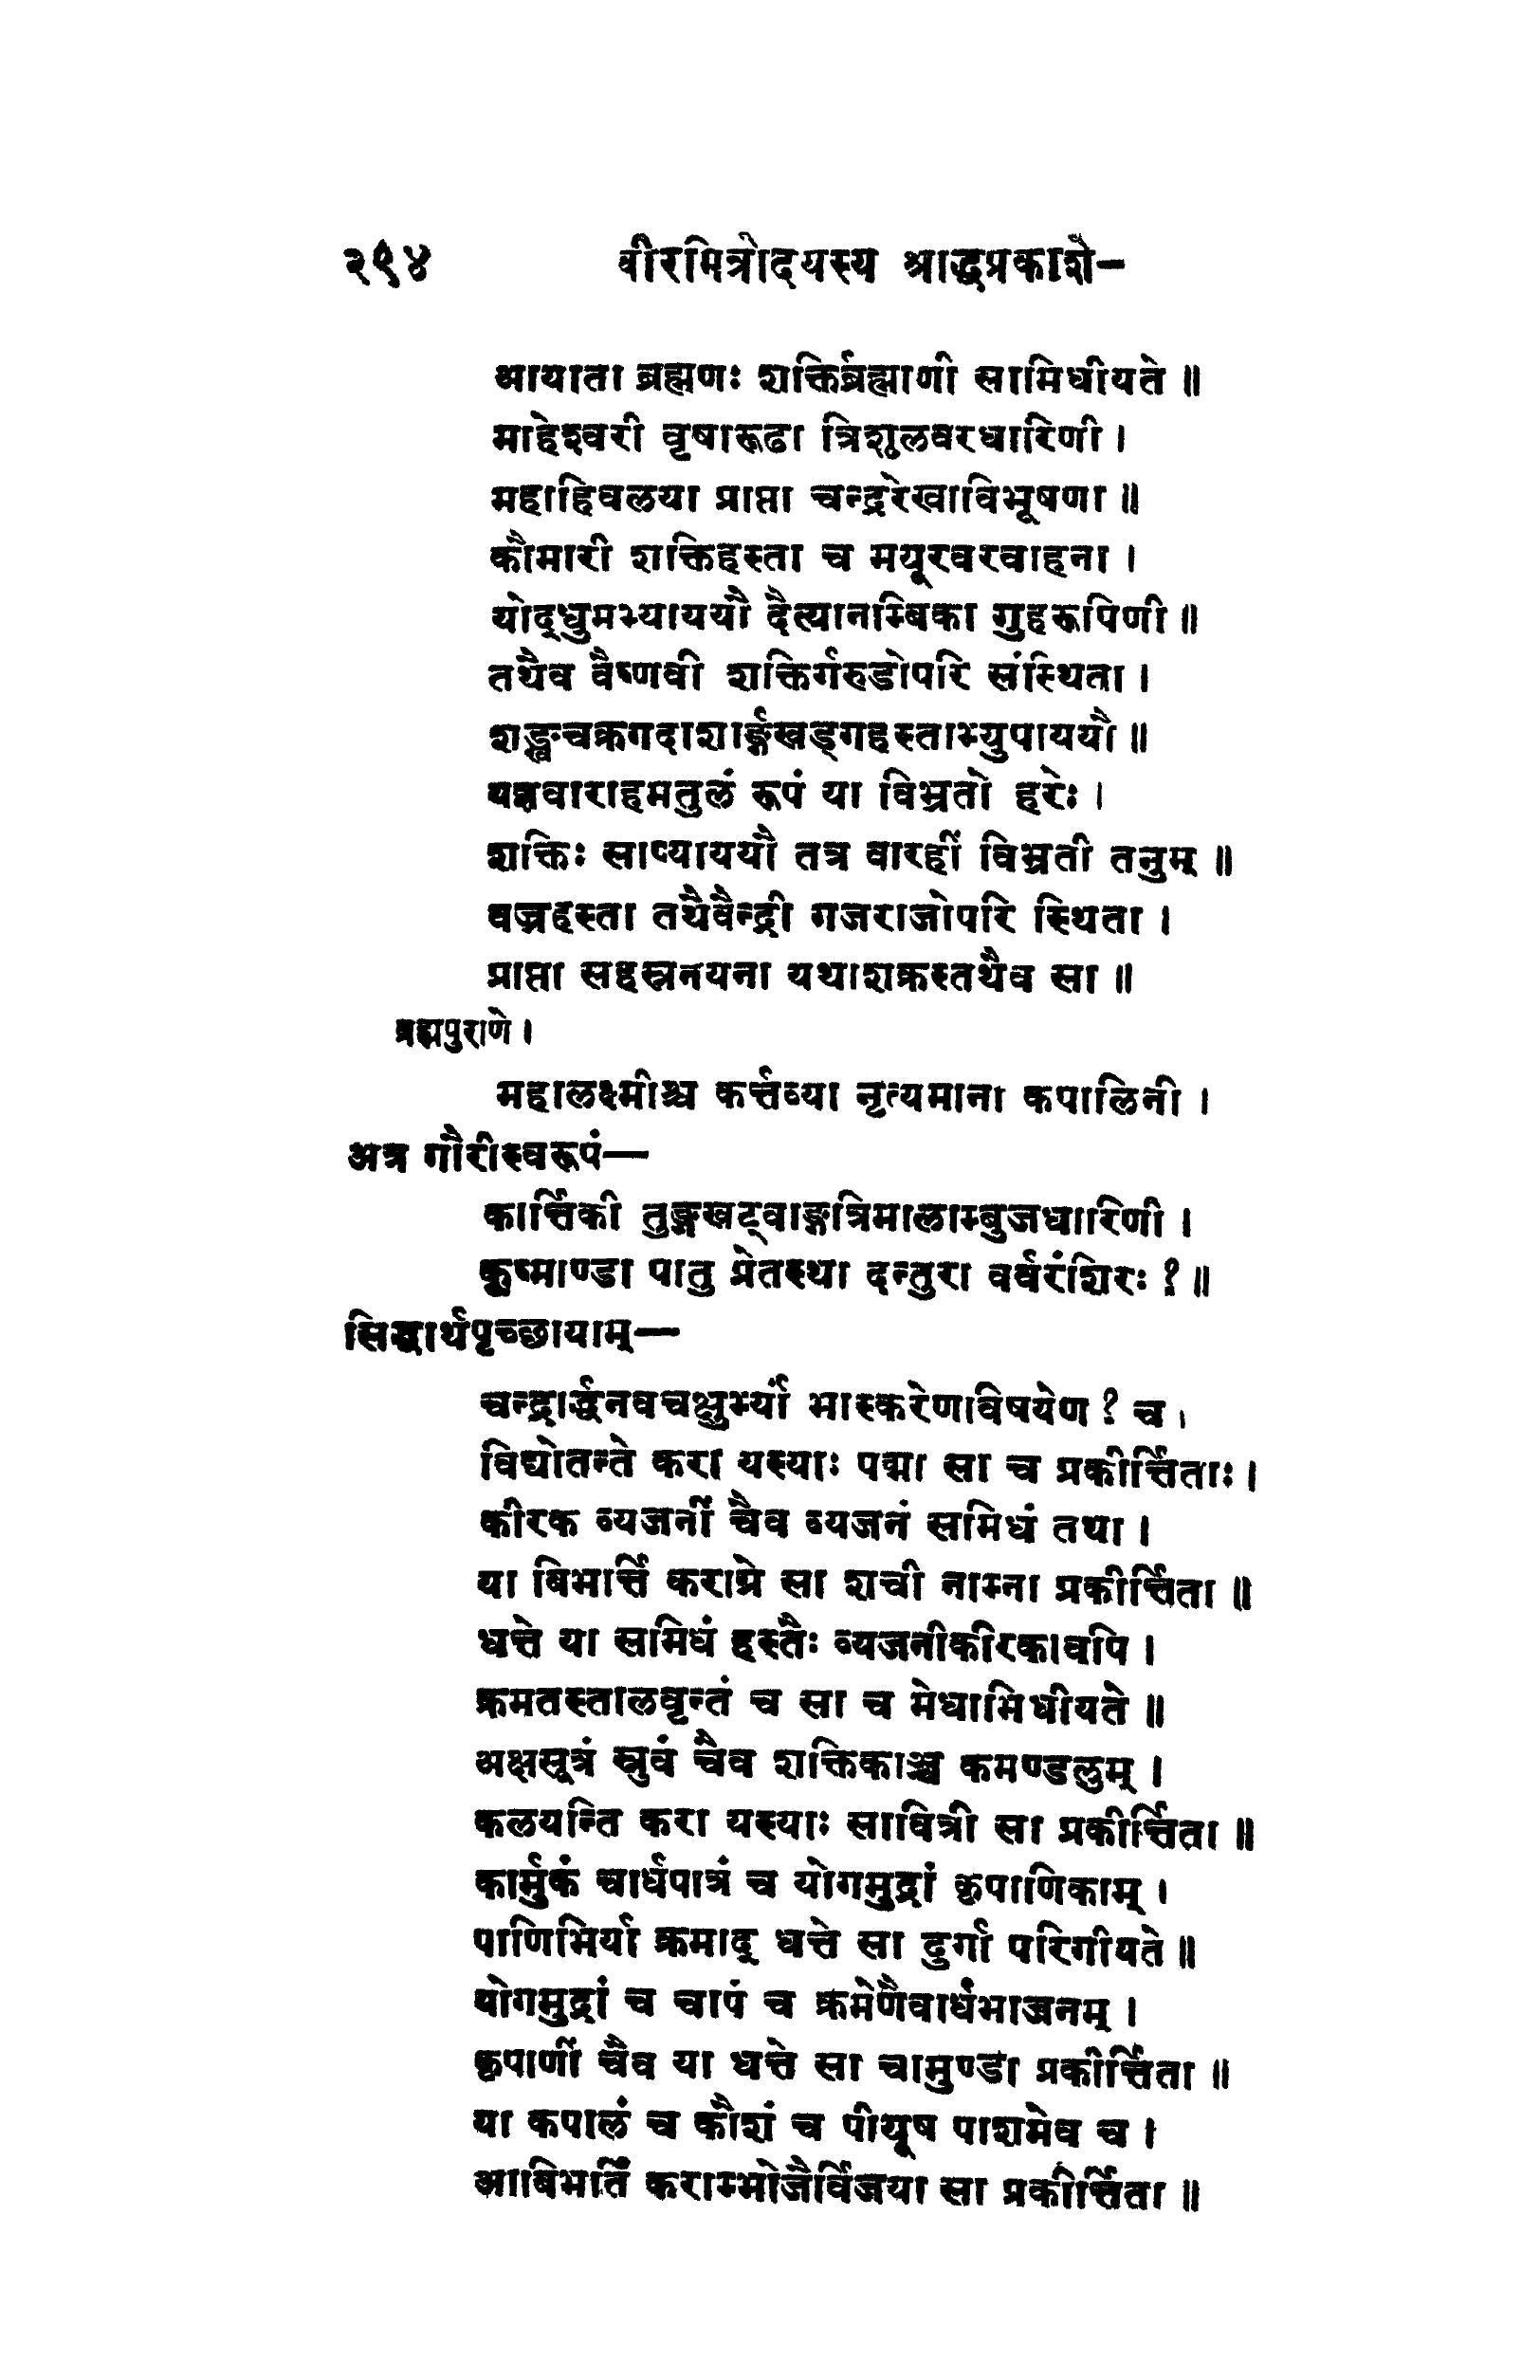 २९४ वीरमित्रोदयस्य श्राद्धप्रकाशे-
आयाता ब्रह्मणः शक्तिर्ब्रह्माणी साभिधीयते ॥
माहेश्वरी वृषारूढा त्रिशूलवरधारिणी ।
महाहिवलया प्राप्ता चन्द्ररेखाविभूषणा ॥
कौमारी शक्तिहस्ता च मयूरवरवाहना ।
योद्धुमभ्याययौ दैत्यानम्बिका गुहरूपिणी ॥
तथैव वैष्णवी शक्तिर्गरुडोपरि संस्थिता ।
शङ्खचक्रगदाशार्ङ्गखड्गहस्ताभ्युपाययौ ॥
यज्ञवाराहमतुलं रूपं या विभ्रतो हरेः ।
शक्तिः साप्याययौ तत्र वारहीं विभ्रती तनुम् ॥
वज्रहस्ता तथैवैन्द्री गजराजोपरि स्थिता ।
प्राप्ता सहस्रनयना यथाशक्रस्तथैव सा ॥
ब्रह्मपुराणे ।
महालक्ष्मीश्च कर्त्तव्या नृत्यमाना कपालिनी ।
अत्र गौरीस्वरूपं—
कार्त्तिकी तुङ्गखट्वाङ्गत्रिमालाम्बुजधारिणी ।
कुष्माण्डा पातु प्रेतस्था दन्तुरा वर्वरंशिरः ? ॥
सिद्धार्थपृच्छायाम्—
चन्द्रार्द्धनवचक्षुर्भ्यां भास्करेणाविषयेण ? च ।
विद्योतन्ते करा यस्याः पद्मा सा च प्रकीर्त्तिताः ।
कीरक व्यजनीं चैव व्यजनं समिधं तथा ।
या बिभार्त्ति कराग्रे सा शची नाम्ना प्रकीर्त्तिता ॥
धत्ते या समिधं हस्तैः व्यजनीकीरकावपि ।
क्रमतस्तालवृन्तं च सा च मेधाभिधीयते ॥
अक्षसूत्रं स्रुवं चैव शक्तिकाञ्च कमण्डलुम् ।
कलयन्ति करा यस्याः सावित्री सा प्रकीर्त्तिता ॥
कार्मुकं चार्धपात्रं च योगमुद्रां कृपाणिकाम् ।
पाणिभिर्या क्रमाद् धत्ते सा दुर्गा परिगीयते ॥
योगमुद्रां च चापं च क्रमेणैवार्धभाजनम् ।
कृपाणीं चैव या धत्ते सा चामुण्डा प्रकीर्त्तिता ॥
या कपालं च कौशं च पीयूष पाशमेव च ।
आबिभर्ति कराम्भोजैर्विजया सा प्रकीर्त्तिता ॥